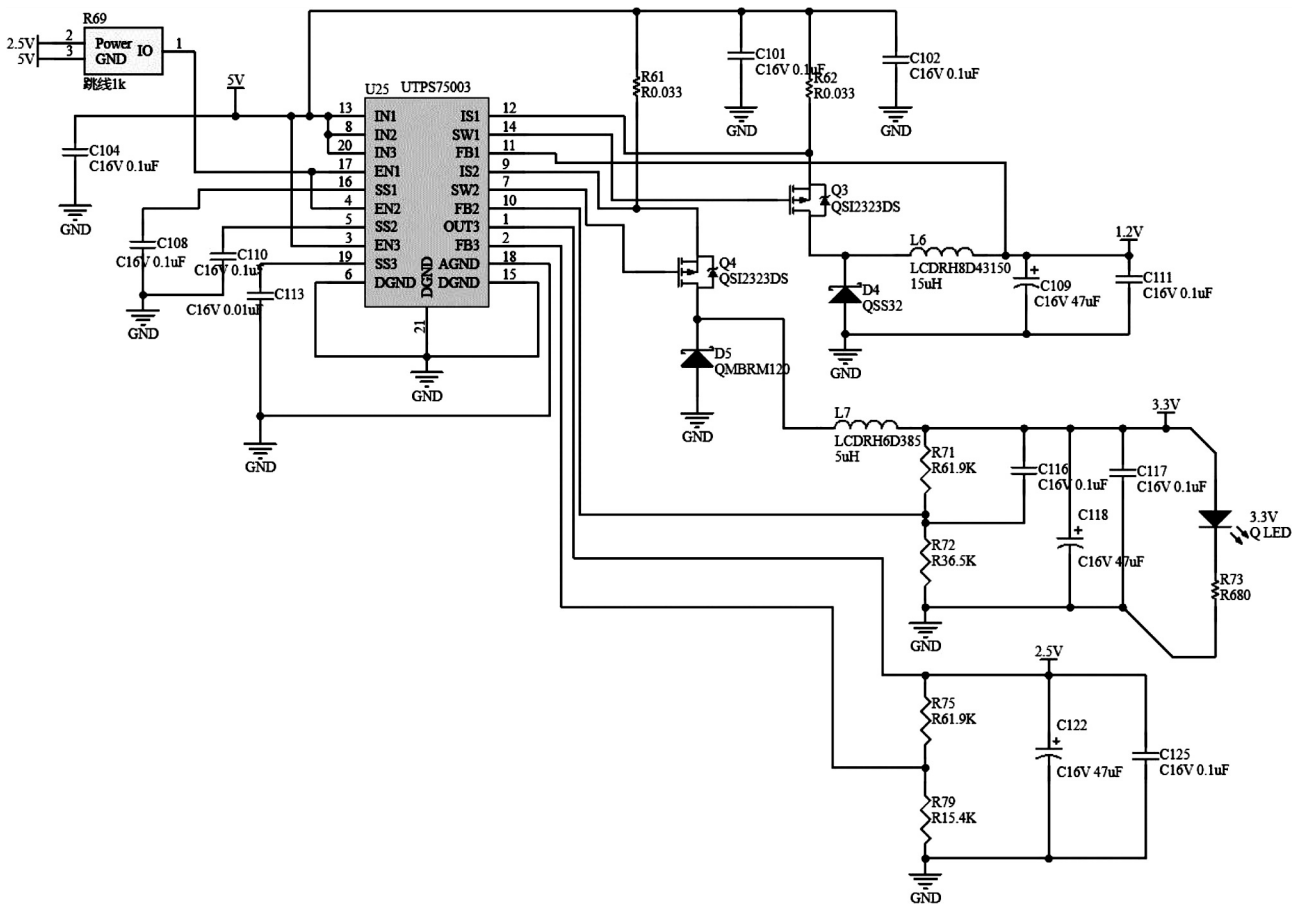 R69
2.5V 2 Power IO 1
5V 3 GND
跳线1k
5V
U25 UTPS75003
13 IN1 IS1 12
8 IN2 SW1 14
20 IN3 FB1 11
17 EN1 IS2 9
16 SS1 SW2 7
4 EN2 FB2 10
5 SS2 OUT3 1
3 EN3 FB3 2
19 SS3 AGND 18
6 DGND DGND DGND 15
21
GND
C104
C16V 0.1uF
GND
C108
C16V 0.1uF
C110
C16V 0.1uF
GND
C113
C16V 0.01uF
GND
R61
R0.033
C101
C16V 0.1uF
GND
R62
R0.033
C102
C16V 0.1uF
GND
Q3
QSI2323DS
Q4
QSI2323DS
D5
QMBRM120
GND
D4
QSS32
GND
L6
LCDRH8D43150
15uH
1.2V
C109
C16V 47uF
C111
C16V 0.1uF
L7
LCDRH6D385
5uH
3.3V
R71
R61.9K
C116
C16V 0.1uF
C117
C16V 0.1uF
C118
C16V 47uF
R72
R36.5K
GND
3.3V
Q LED
R73
R680
2.5V
R75
R61.9K
C122
C16V 47uF
C125
C16V 0.1uF
R79
R15.4K
GND